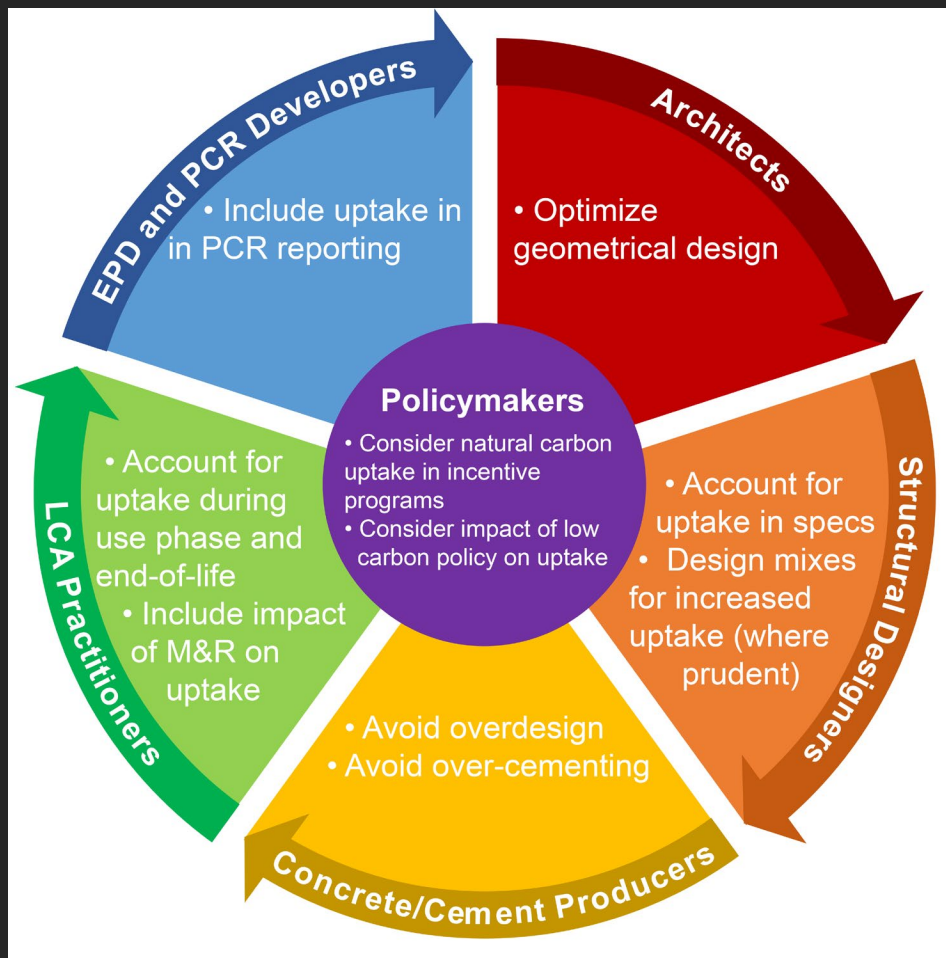 EPD and PCR Developers
• Include uptake in
in PCR reporting
Architects
• Optimize
geometrical design
Structural Designers
• Account for
uptake in specs
• Design mixes
for increased
uptake (where
prudent)
Concrete/Cement Producers
• Avoid overdesign
• Avoid over-cementing
LCA Practitioners
• Account for
uptake during
use phase and
end-of-life
• Include impact
of M&R on
uptake
Policymakers
• Consider natural carbon
uptake in incentive
programs
• Consider impact of low
carbon policy on uptake